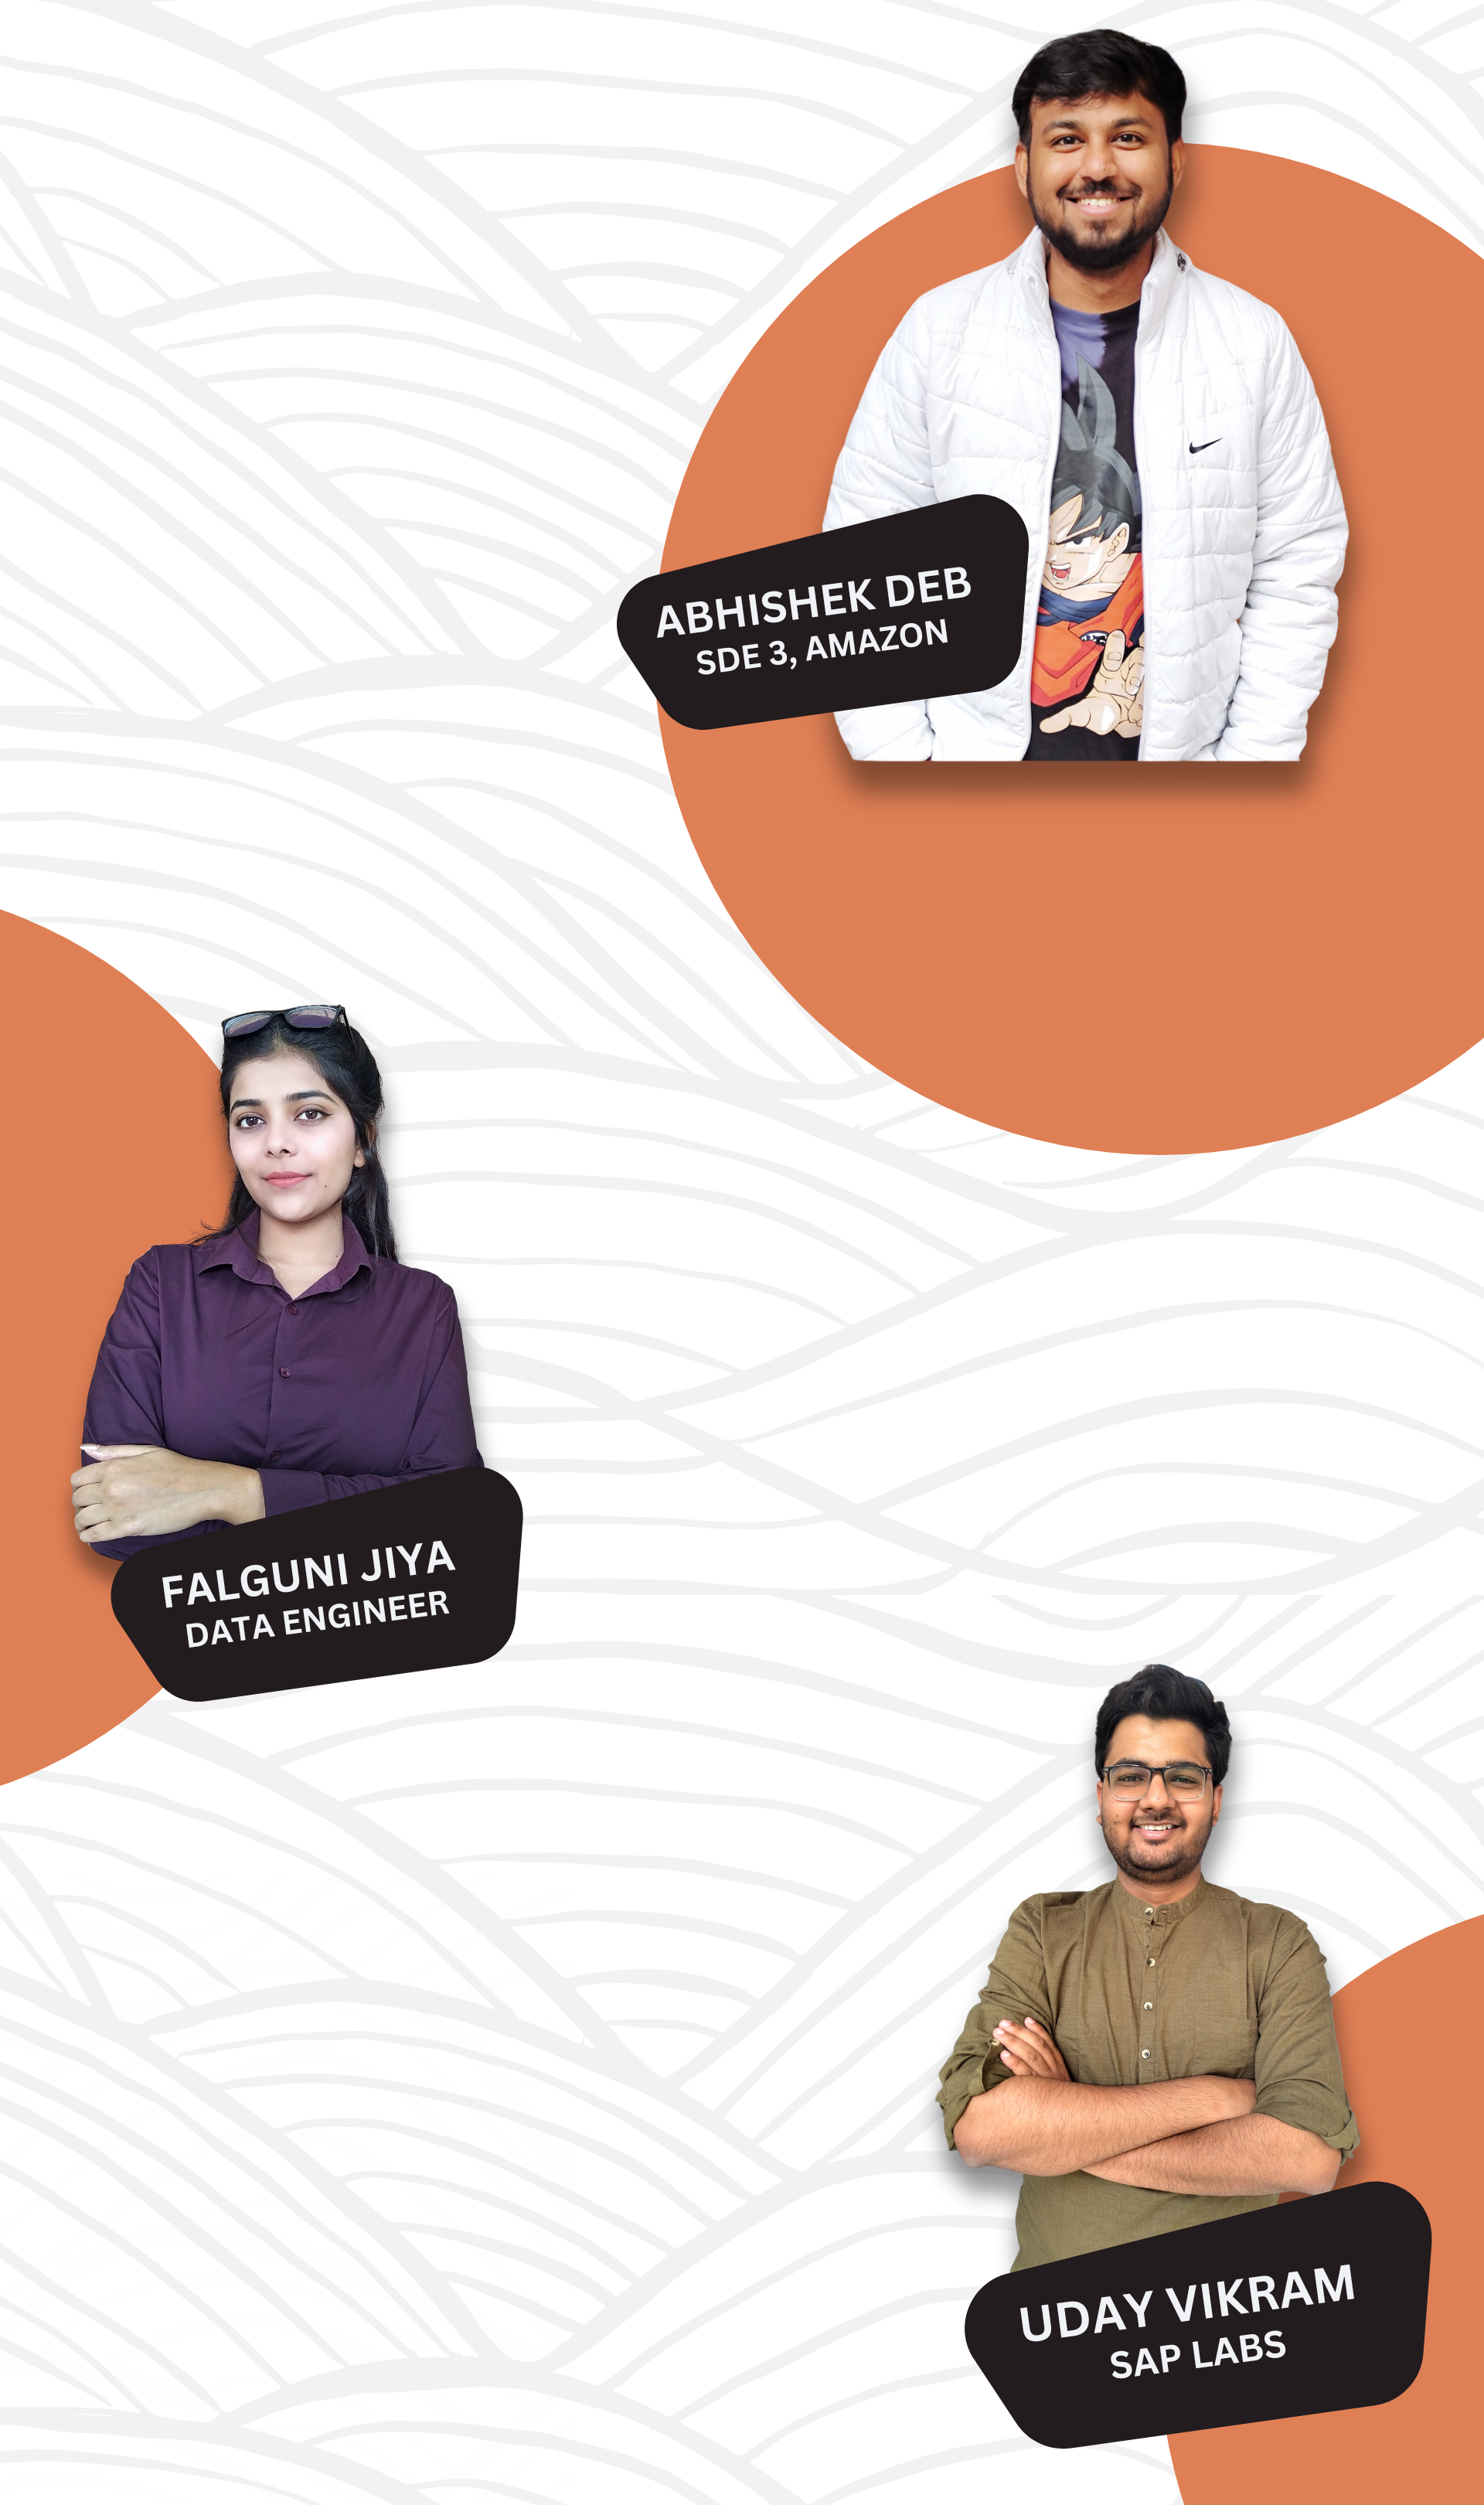 ABHISHEK DEB
SDE 3, AMAZON
FALGUNI JIYA
DATA ENGINEER
UDAY VIKRAM
SAP LABS